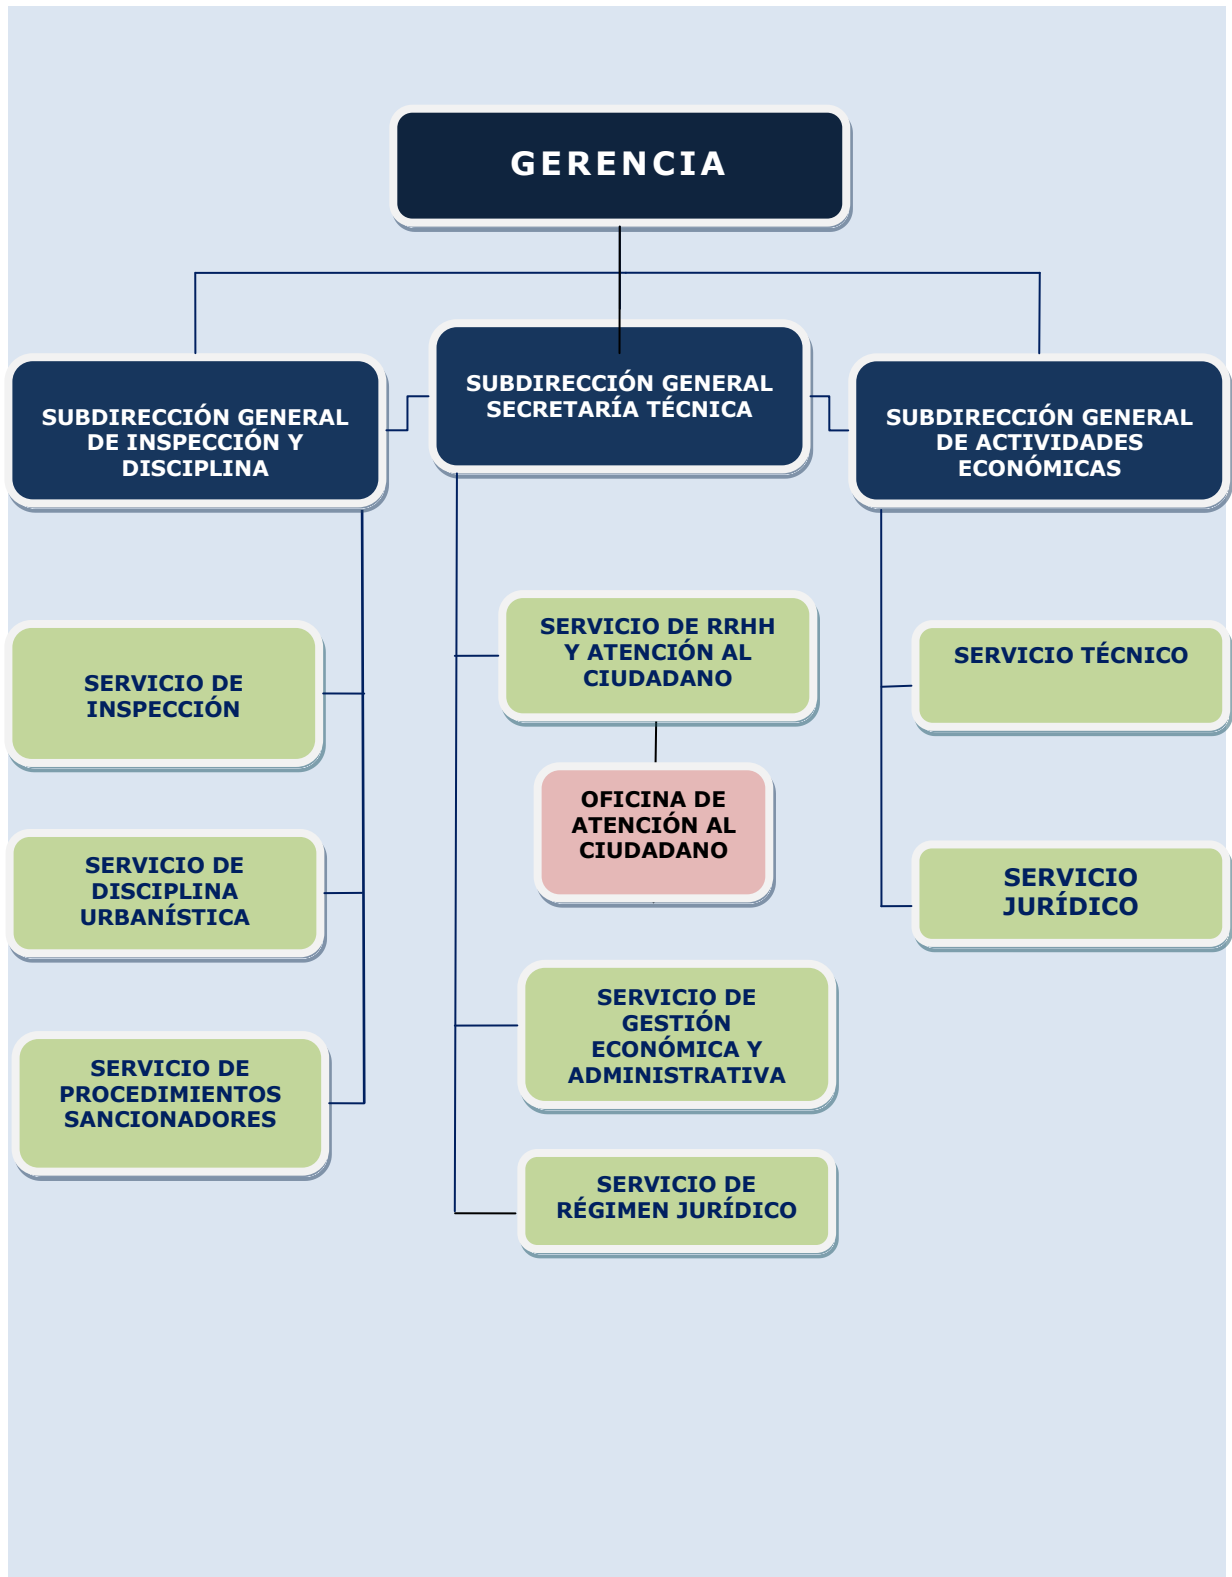 GERENCIA
SUBDIRECCIÓN GENERAL
DE INSPECCIÓN Y
DISCIPLINA
SUBDIRECCIÓN GENERAL
SECRETARÍA TÉCNICA
SUBDIRECCIÓN GENERAL
DE ACTIVIDADES
ECONÓMICAS
SERVICIO DE
INSPECCIÓN
SERVICIO DE
DISCIPLINA
URBANÍSTICA
SERVICIO DE
PROCEDIMIENTOS
SANCIONADORES
SERVICIO DE RRHH
Y ATENCIÓN AL
CIUDADANO
OFICINA DE
ATENCIÓN AL
CIUDADANO
SERVICIO DE
GESTIÓN
ECONÓMICA Y
ADMINISTRATIVA
SERVICIO DE
RÉGIMEN JURÍDICO
SERVICIO TÉCNICO
SERVICIO
JURÍDICO